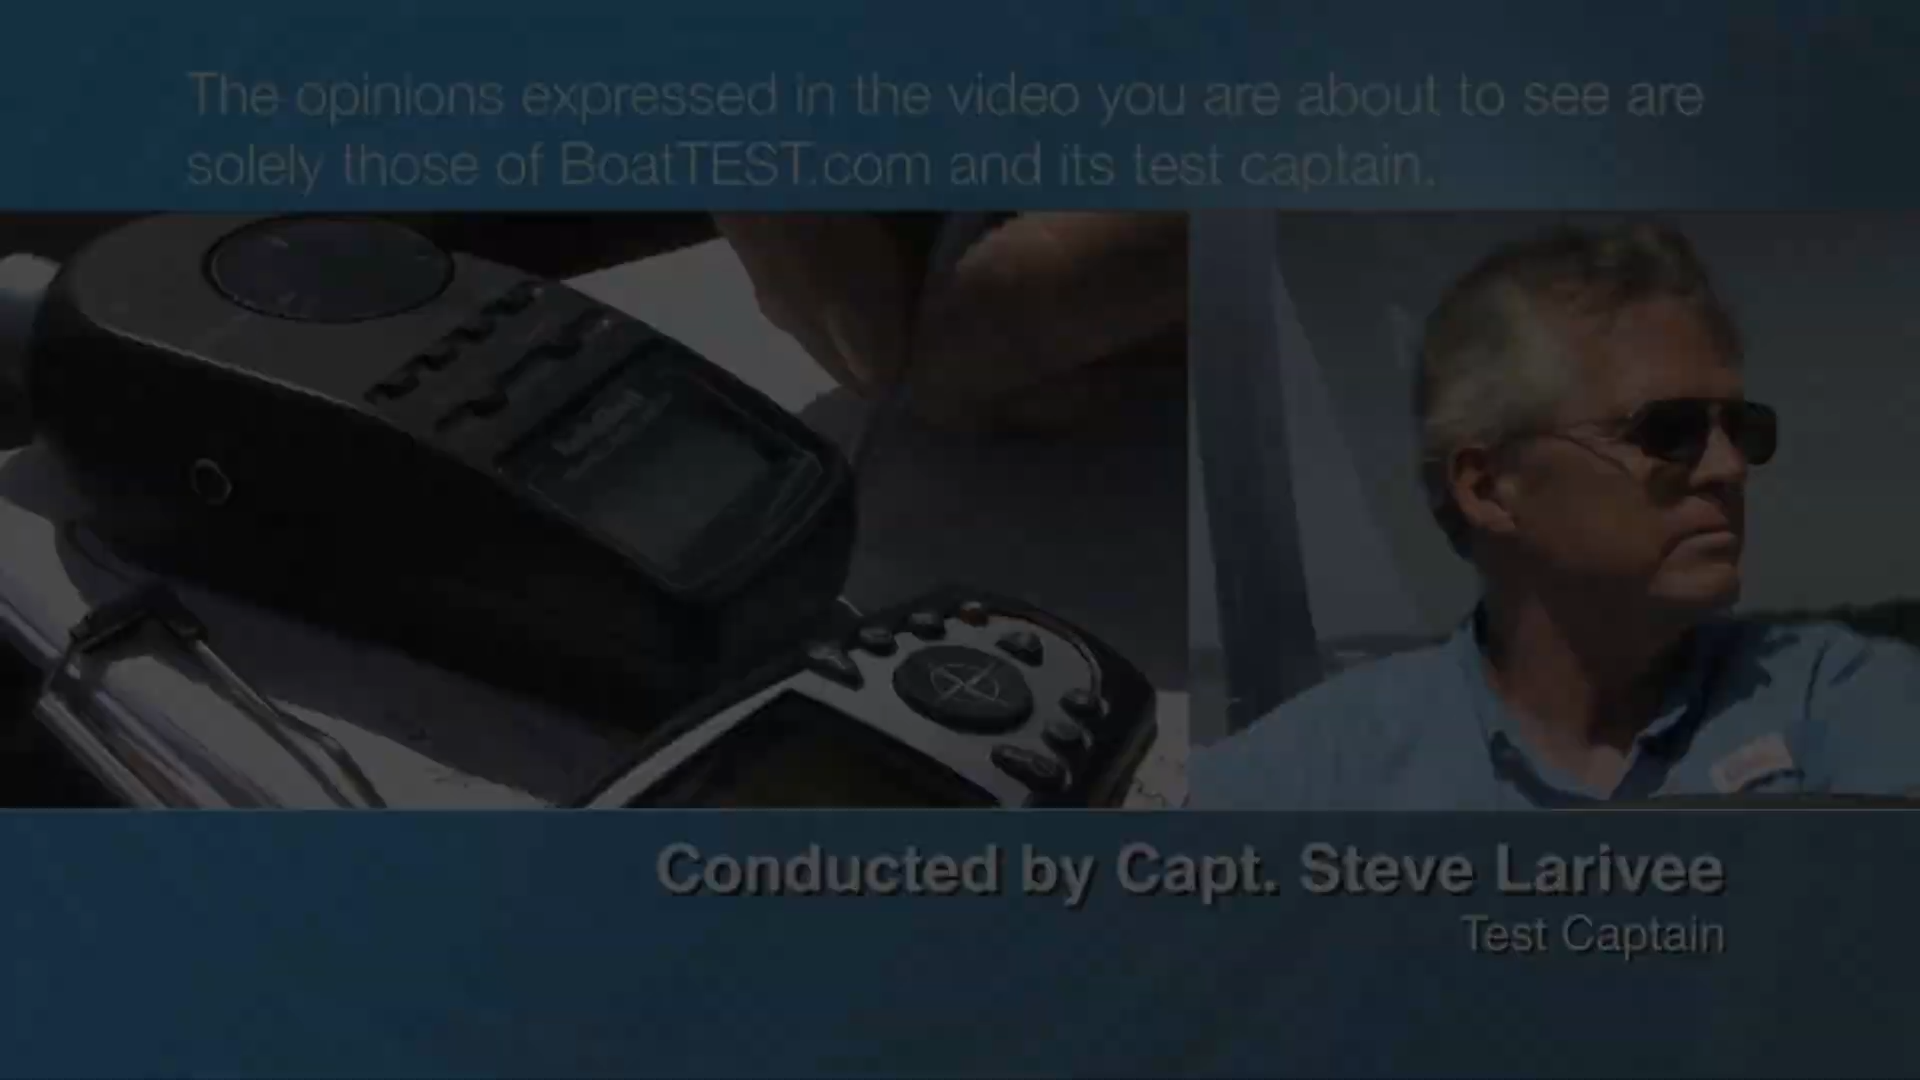 The opinions expressed in the video you are about to see are
solely those of BoatTEST.com and its test captain.
Conducted by Capt. Steve Larivee
Test Captain